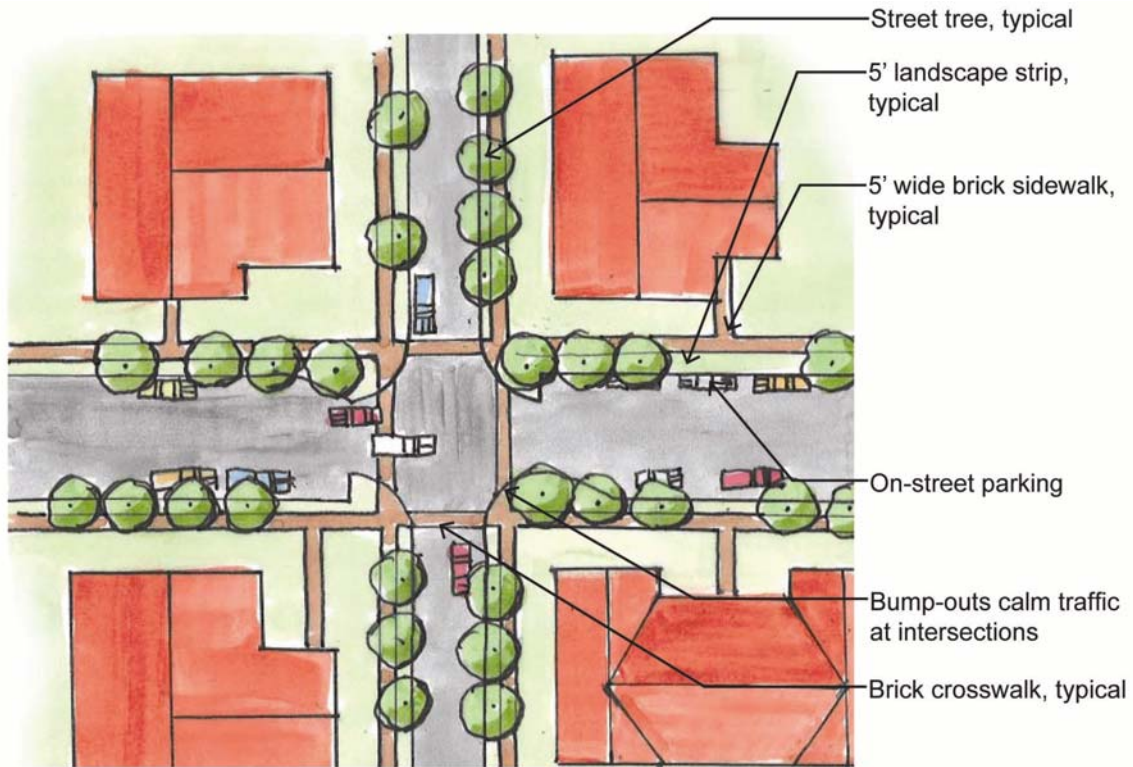 Street tree, typical
5' landscape strip,
typical
5' wide brick sidewalk,
typical
On-street parking
Bump-outs calm traffic
at intersections
Brick crosswalk, typical